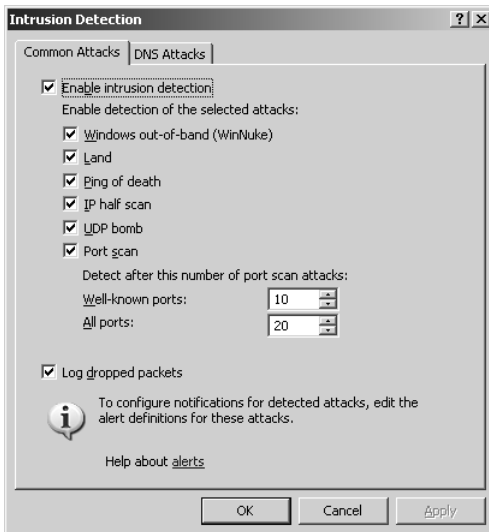 Intrusion Detection
Common Attacks DNS Attacks
Enable intrusion detection
Enable detection of the selected attacks:
Windows out-of-band (WinNuke)
Land
Ping of death
IP half scan
UDP bomb
Port scan
Detect after this number of port scan attacks:
Well-known ports: 10
All ports: 20
Log dropped packets
To configure notifications for detected attacks, edit the
alert definitions for these attacks.
Help about alerts
OK Cancel Apply